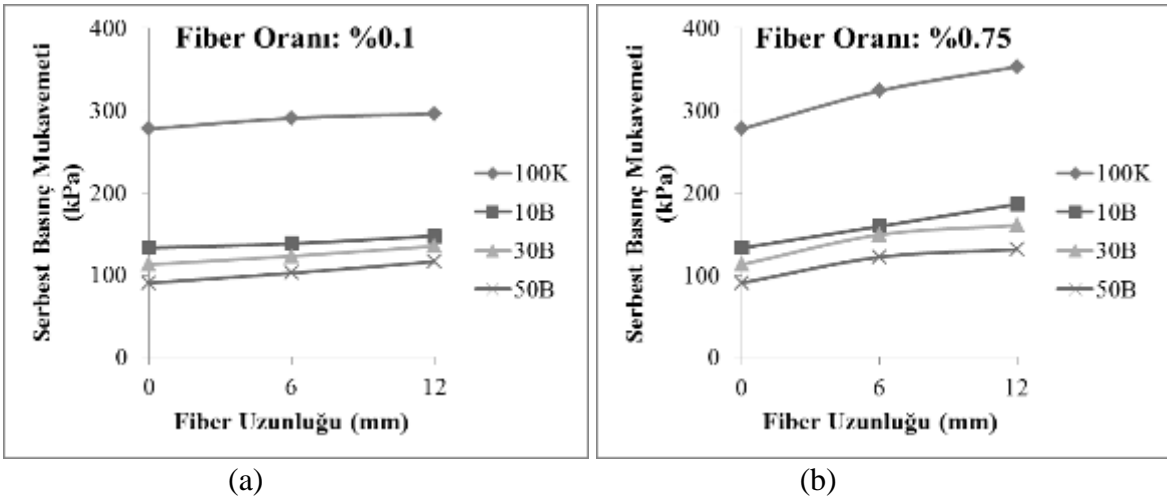 Fiber Oranı: %0.1
Serbest Basınç Mukavemeti
(kPa)
400
300
200
100
0
0 6 12
Fiber Uzunluğu (mm)
100K
10B
30B
50B
(a)
Fiber Oranı: %0.75
Serbest Basınç Mukavemeti
(kPa)
400
300
200
100
0
0 6 12
Fiber Uzunluğu (mm)
100K
10B
30B
50B
(b)